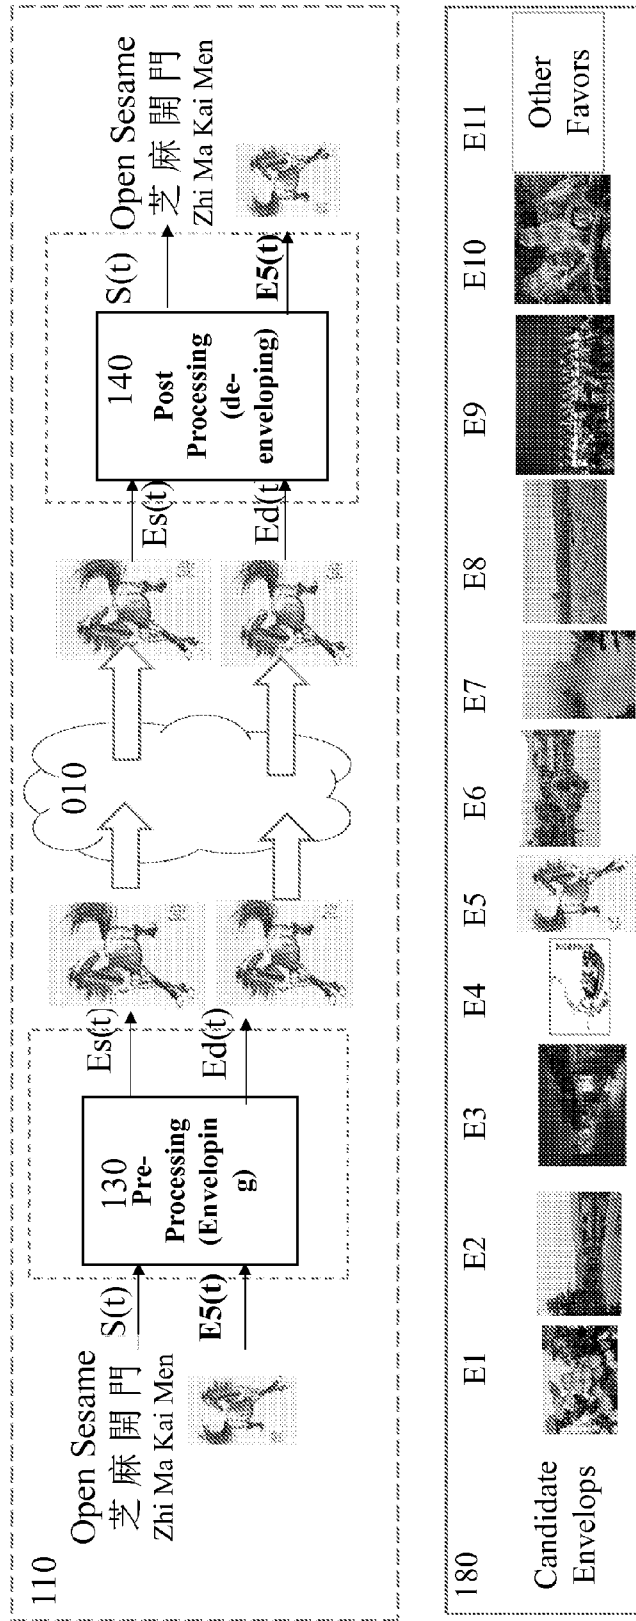 110
Open Sesame
芝麻開門
Zhi Ma Kai Men
S(t)
E5(t)
130
Pre-
Processing
(Envelopin
g)
Es(t)
Ed(t)
010
Es(t)
Ed(t
140
Post
Processing
(de-
enveloping)
S(t)
E5(t)
Open Sesame
芝麻開門
Zhi Ma Kai Men
180
Candidate
Envelops
E1
E2
E3
E4
E5
E6
E7
E8
E9
E10
E11
Other
Favors